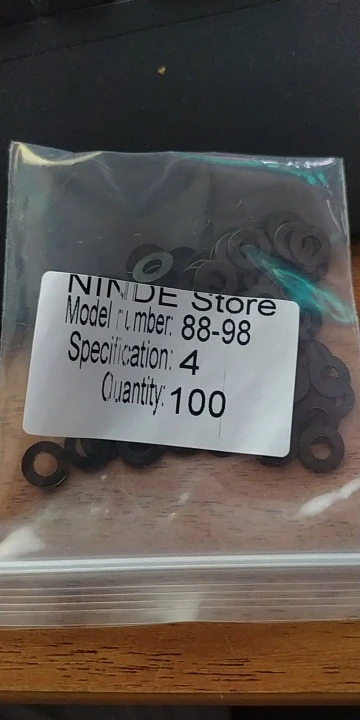 NINDE Store
Model number: 88-98
Specification: 4
Quantity: 100